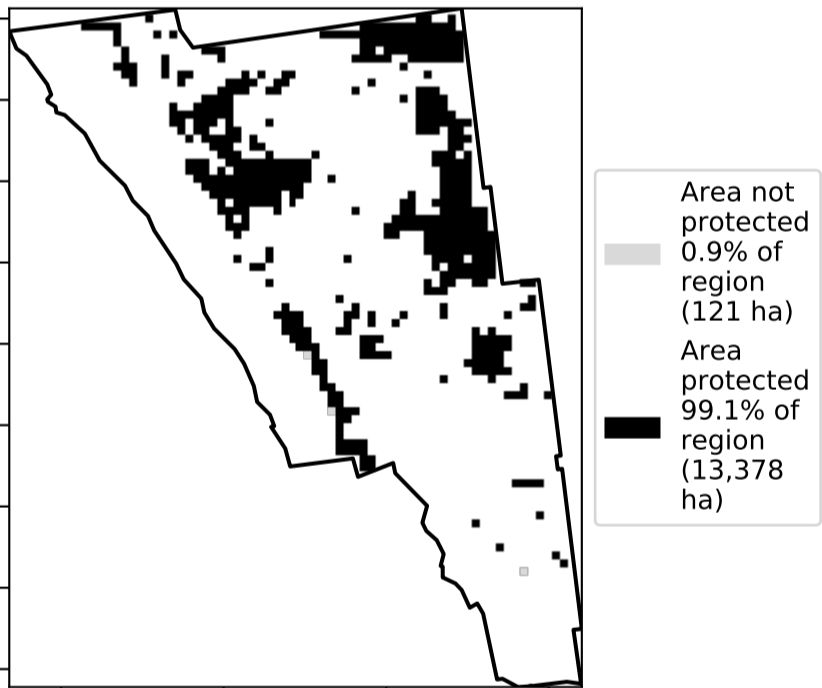 Area not
protected
0.9% of
region
(121 ha)
Area
protected
99.1% of
region
(13,378
ha)